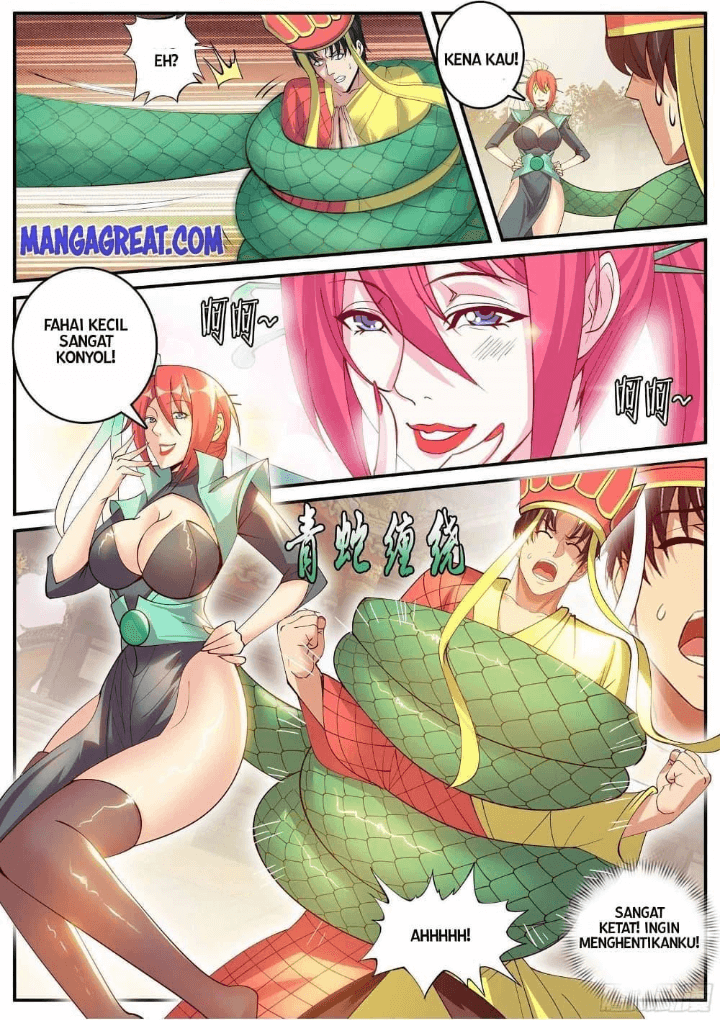 EH?
KENA KAU!
MANGAGREAT.COM
FAHAI KECIL
SANGAT
KONYOL!
呵呵~
呵呵~
青蛇缠绕
AHHHHH!
SANGAT
KETAT! INGIN
MENGHENTIKANKU!